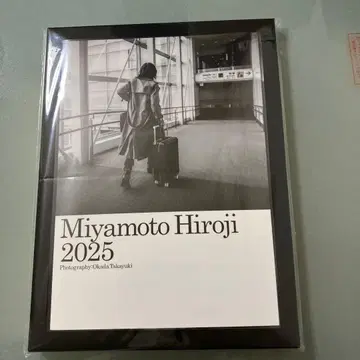 Miyamoto Hiroji
2025
Photography:Okada Takayuki